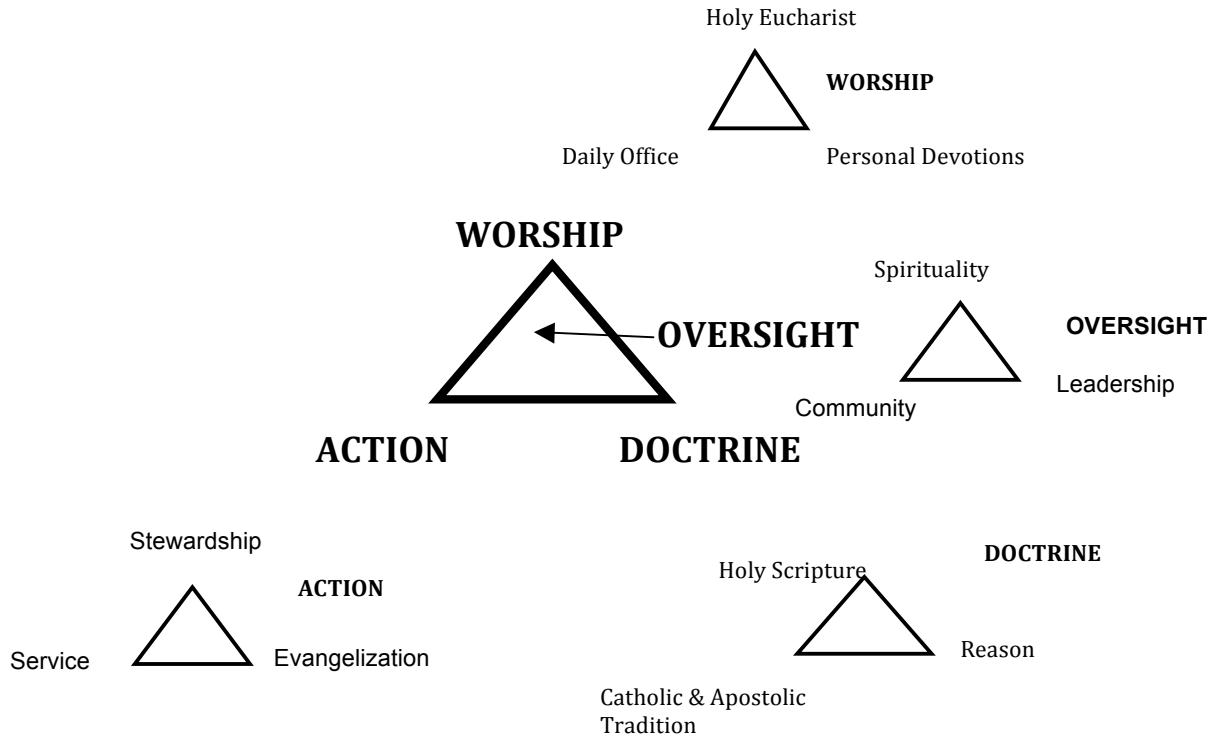 Holy Eucharist
WORSHIP
Daily Office
Personal Devotions
WORSHIP
Spirituality
OVERSIGHT
OVERSIGHT
Leadership
Community
ACTION
DOCTRINE
Stewardship
ACTION
Service
Evangelization
DOCTRINE
Holy Scripture
Reason
Catholic & Apostolic
Tradition